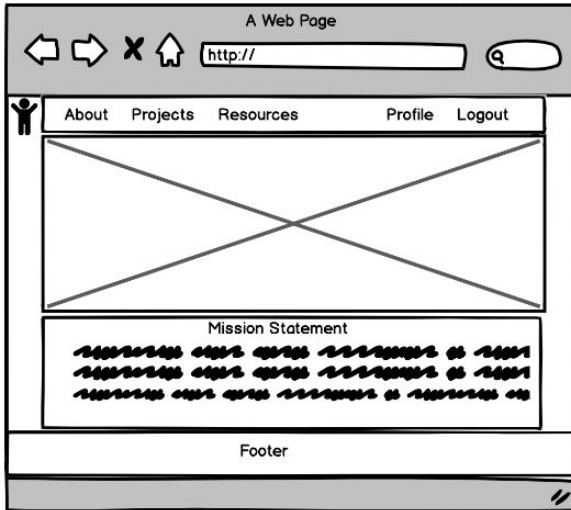 A Web Page
http://
About Projects Resources Profile Logout
Mission Statement
Footer